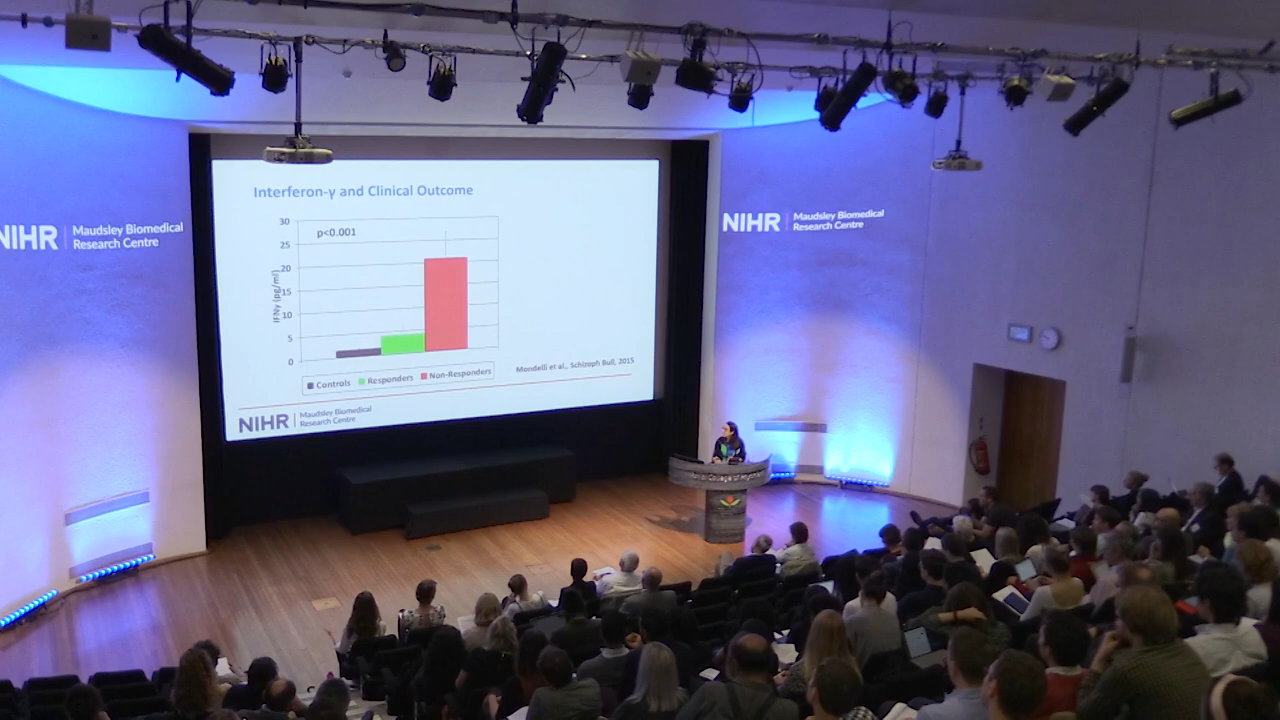 Interferon-γ and Clinical Outcome
30
25
20
15
10
5
0
IFNγ (pg/ml)
p<0.001
Controls Responders Non-Responders
Mondelli et al., Schizoph Bull, 2015
NIHR Maudsley Biomedical
Research Centre
NIHR Maudsley Biomedical
Research Centre
NIHR Maudsley Biomedical
Research Centre